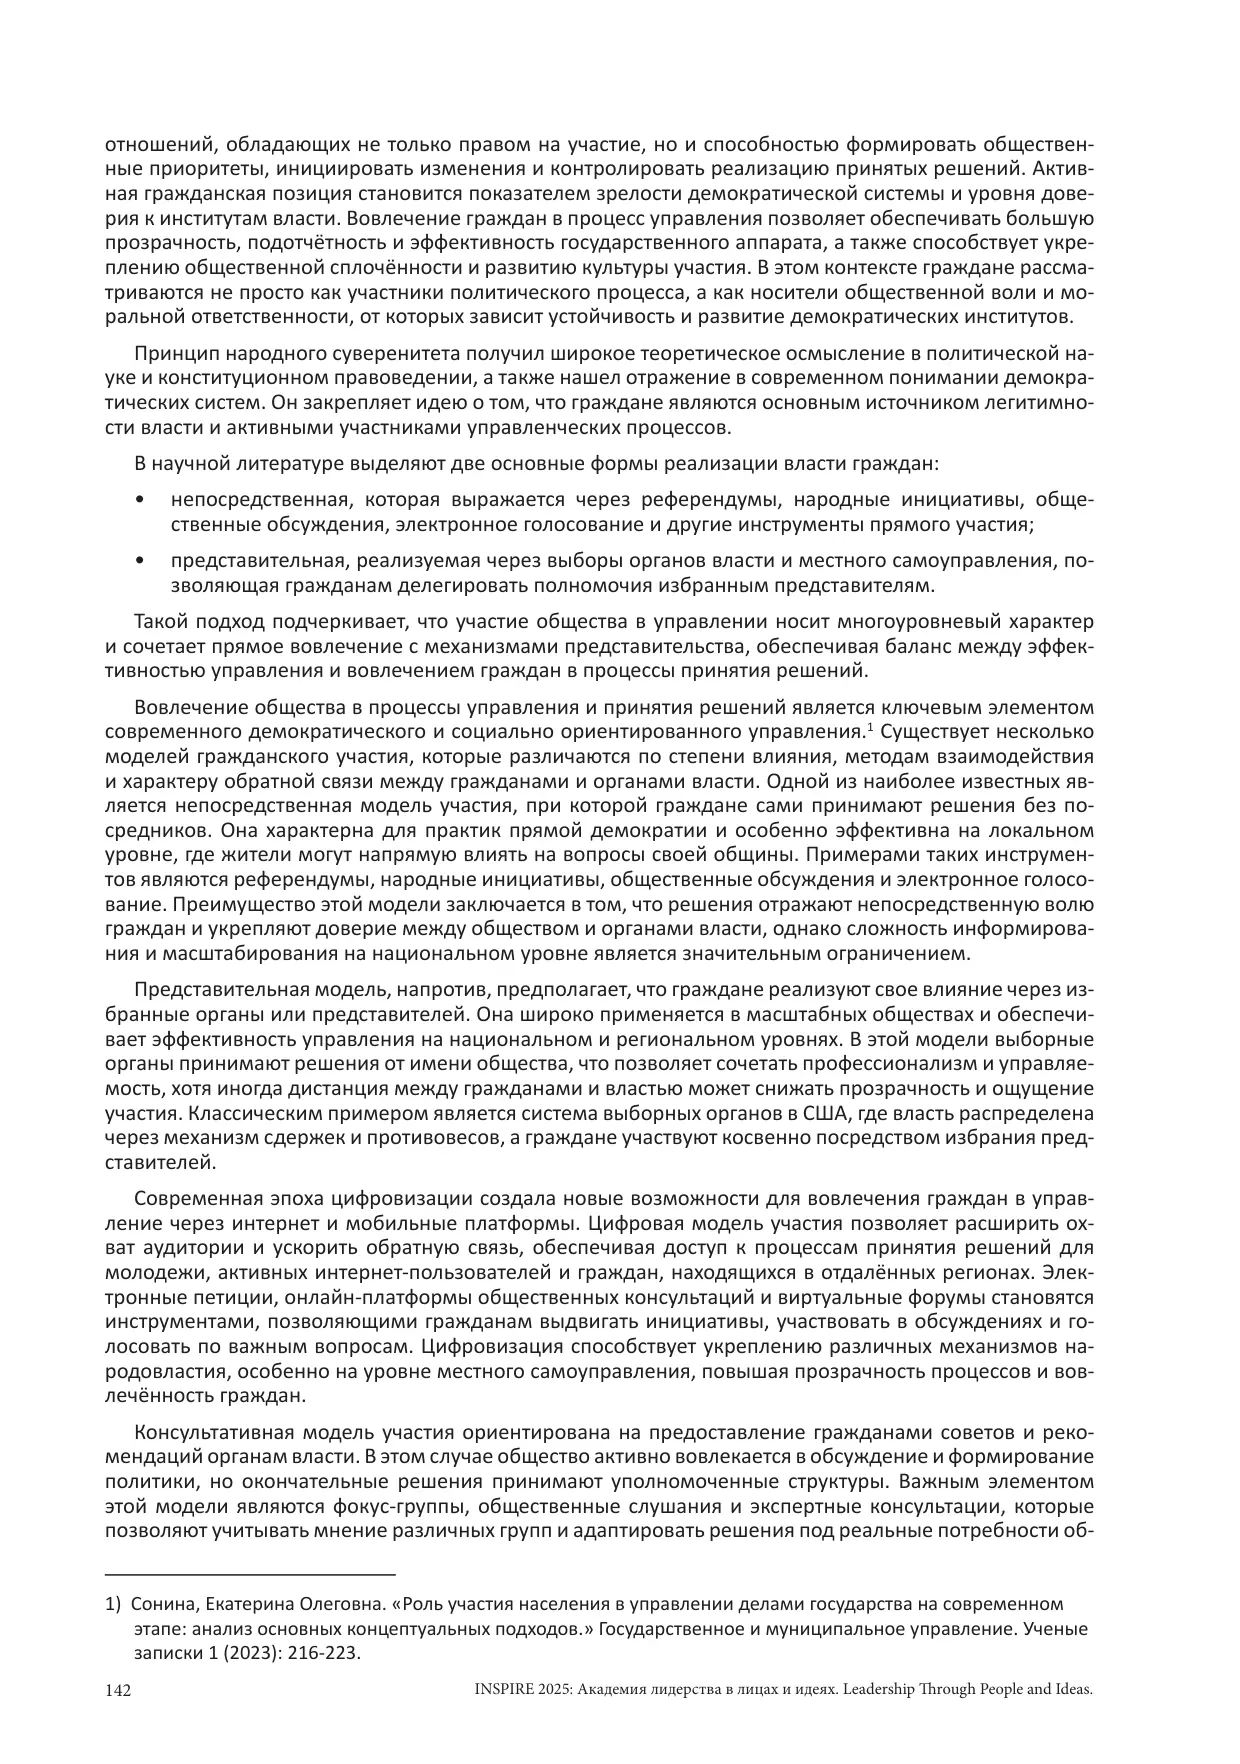 отношений, обладающих не только правом на участие, но и способностью формировать обществен-
ные приоритеты, инициировать изменения и контролировать реализацию принятых решений. Актив-
ная гражданская позиция становится показателем зрелости демократической системы и уровня дове-
рия к институтам власти. Вовлечение граждан в процесс управления позволяет обеспечивать большую
прозрачность, подотчётность и эффективность государственного аппарата, а также способствует укре-
плению общественной сплочённости и развитию культуры участия. В этом контексте граждане рассма-
триваются не просто как участники политического процесса, а как носители общественной воли и мо-
ральной ответственности, от которых зависит устойчивость и развитие демократических институтов.
Принцип народного суверенитета получил широкое теоретическое осмысление в политической на-
уке и конституционном правоведении, а также нашел отражение в современном понимании демокра-
тических систем. Он закрепляет идею о том, что граждане являются основным источником легитимно-
сти власти и активными участниками управленческих процессов.
В научной литературе выделяют две основные формы реализации власти граждан:
• непосредственная, которая выражается через референдумы, народные инициативы, обще-
ственные обсуждения, электронное голосование и другие инструменты прямого участия;
• представительная, реализуемая через выборы органов власти и местного самоуправления, по-
зволяющая гражданам делегировать полномочия избранным представителям.
Такой подход подчеркивает, что участие общества в управлении носит многоуровневый характер
и сочетает прямое вовлечение с механизмами представительства, обеспечивая баланс между эффек-
тивностью управления и вовлечением граждан в процессы принятия решений.
Вовлечение общества в процессы управления и принятия решений является ключевым элементом
современного демократического и социально ориентированного управления.1 Существует несколько
моделей гражданского участия, которые различаются по степени влияния, методам взаимодействия
и характеру обратной связи между гражданами и органами власти. Одной из наиболее известных яв-
ляется непосредственная модель участия, при которой граждане сами принимают решения без по-
средников. Она характерна для практик прямой демократии и особенно эффективна на локальном
уровне, где жители могут напрямую влиять на вопросы своей общины. Примерами таких инструмен-
тов являются референдумы, народные инициативы, общественные обсуждения и электронное голосо-
вание. Преимущество этой модели заключается в том, что решения отражают непосредственную волю
граждан и укрепляют доверие между обществом и органами власти, однако сложность информирова-
ния и масштабирования на национальном уровне является значительным ограничением.
Представительная модель, напротив, предполагает, что граждане реализуют свое влияние через из-
бранные органы или представителей. Она широко применяется в масштабных обществах и обеспечи-
вает эффективность управления на национальном и региональном уровнях. В этой модели выборные
органы принимают решения от имени общества, что позволяет сочетать профессионализм и управляе-
мость, хотя иногда дистанция между гражданами и властью может снижать прозрачность и ощущение
участия. Классическим примером является система выборных органов в США, где власть распределена
через механизм сдержек и противовесов, а граждане участвуют косвенно посредством избрания пред-
ставителей.
Современная эпоха цифровизации создала новые возможности для вовлечения граждан в управ-
ление через интернет и мобильные платформы. Цифровая модель участия позволяет расширить ох-
ват аудитории и ускорить обратную связь, обеспечивая доступ к процессам принятия решений для
молодежи, активных интернет-пользователей и граждан, находящихся в отдалённых регионах. Элек-
тронные петиции, онлайн-платформы общественных консультаций и виртуальные форумы становятся
инструментами, позволяющими гражданам выдвигать инициативы, участвовать в обсуждениях и го-
лосовать по важным вопросам. Цифровизация способствует укреплению различных механизмов на-
родовластия, особенно на уровне местного самоуправления, повышая прозрачность процессов и вов-
лечённость граждан.
Консультативная модель участия ориентирована на предоставление гражданами советов и реко-
мендаций органам власти. В этом случае общество активно вовлекается в обсуждение и формирование
политики, но окончательные решения принимают уполномоченные структуры. Важным элементом
этой модели являются фокус-группы, общественные слушания и экспертные консультации, которые
позволяют учитывать мнение различных групп и адаптировать решения под реальные потребности об-
1) Сонина, Екатерина Олеговна. «Роль участия населения в управлении делами государства на современном
этапе: анализ основных концептуальных подходов.» Государственное и муниципальное управление. Ученые
записки 1 (2023): 216-223.
142 INSPIRE 2025: Академия лидерства в лицах и идеях. Leadership Through People and Ideas.